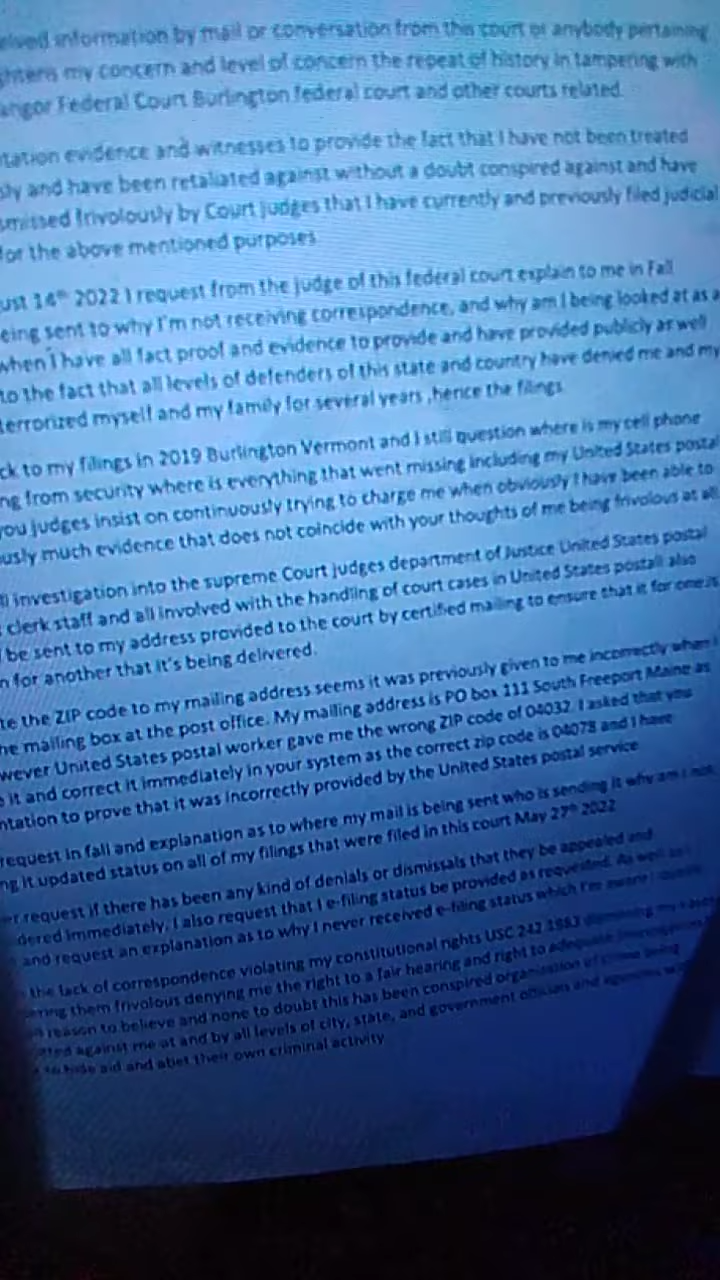 information by mail or conversation from this court or anybody pertaining
my concern and level of concern the repeat of history in tampering with
Federal Court Burlington federal court and other courts related.
tation evidence and witnesses to provide the fact that I have not been treated
sly and have been retaliated against without a doubt conspired against and have
smissed frivolously by Court judges that I have currently and previously filed judicial
for the above mentioned purposes
ust 14th 2022 I request from the judge of this federal court explain to me in Fall
eing sent to why I'm not receiving correspondence, and why am I being looked at as a
when I have all fact proof and evidence to provide and have provided publicly as well
to the fact that all levels of defenders of this state and country have denied me and my
terrorized myself and my family for several years ,hence the filings
ck to my filings in 2019 Burlington Vermont and I still question where is my cell phone
ng from security where is everything that went missing including my United States postal
you judges insist on continuously trying to charge me when obviously I have been able to
usly much evidence that does not coincide with your thoughts of me being frivolous at all
investigation into the supreme Court judges department of Justice United States postal
clerk staff and all involved with the handling of court cases in United States postall also
be sent to my address provided to the court by certified mailing to ensure that it for one is
n for another that it's being delivered.
te the ZIP code to my mailing address seems it was previously given to me incorrectly when I
he mailing box at the post office. My mailing address is PO box 111 South Freeport Maine as
wever United States postal worker gave me the wrong ZIP code of 04032. I asked that you
it and correct it immediately in your system as the correct zip code is 04078 and I have
ntation to prove that it was incorrectly provided by the United States postal service
request in fall and explanation as to where my mail is being sent who is sending it why am I not
ng it updated status on all of my filings that were filed in this court May 27th 2022
er request if there has been any kind of denials or dismissals that they be appealed and
dered immediately, I also request that I e-filing status be provided as requested. As well as
and request an explanation as to why I never received e-filing status which I'm aware
the lack of correspondence violating my constitutional rights USC 242 1983 my
ering them frivolous denying me the right to a fair hearing and right to adequate
reason to believe and none to doubt this has been conspired organization of crime being
against me at and by all levels of city, state, and government officials and
to hide aid and abet their own criminal activity